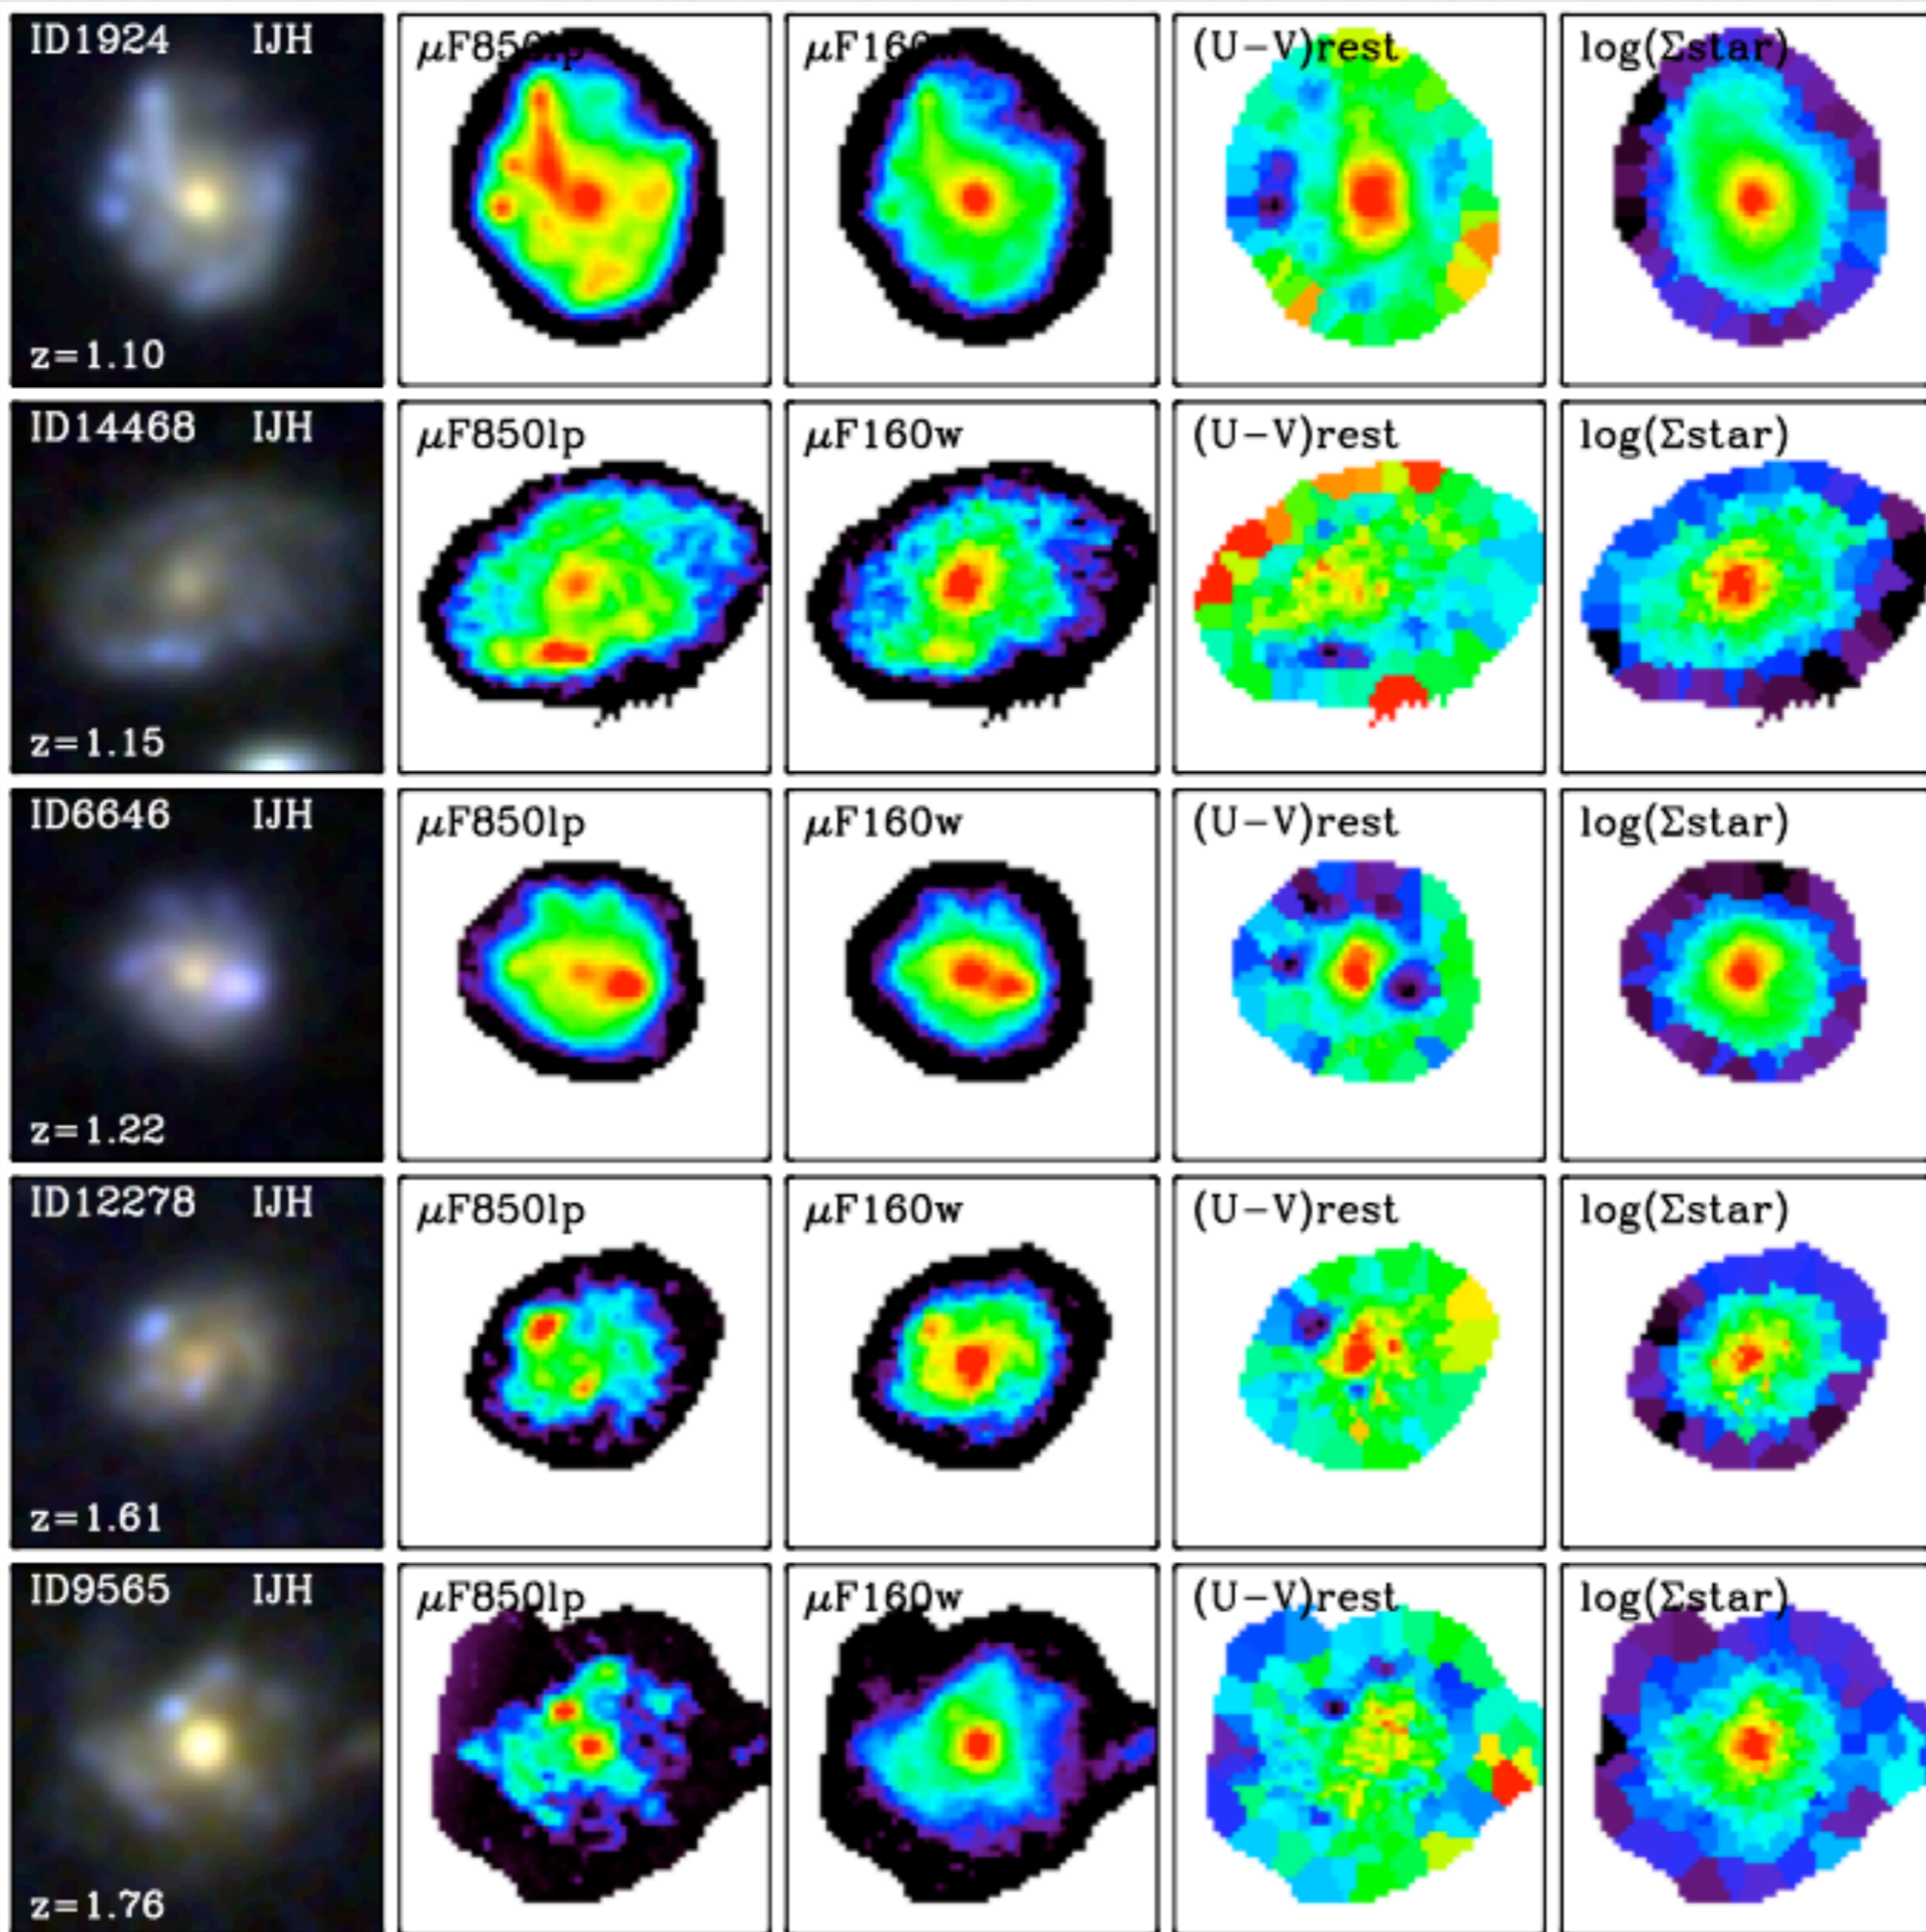 ID1924 IJH μF850lp μF160w (U−V)rest log(Σstar)
z=1.10
ID14468 IJH μF850lp μF160w (U−V)rest log(Σstar)
z=1.15
ID6646 IJH μF850lp μF160w (U−V)rest log(Σstar)
z=1.22
ID12278 IJH μF850lp μF160w (U−V)rest log(Σstar)
z=1.61
ID9565 IJH μF850lp μF160w (U−V)rest log(Σstar)
z=1.76